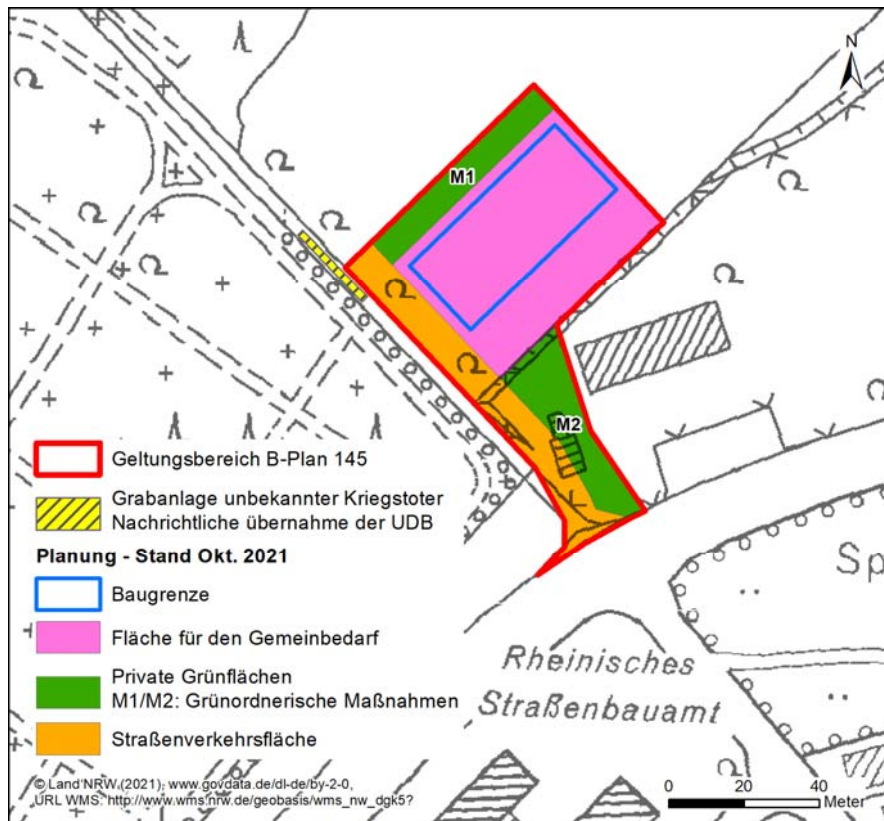 N
M1
M2
Geltungsbereich B-Plan 145
Grabanlage unbekannter Kriegstoter
Nachrichtliche übernahme der UDB
Planung - Stand Okt. 2021
Baugrenze
Fläche für den Gemeinbedarf
Private Grünflächen
M1/M2: Grünordnerische Maßnahmen
Straßenverkehrsfläche
Sp
Rheinisches
Straßenbauamt
© Land NRW (2021); www.govdata.de/dl-de/by-2-0,
URL WMS: http://www.wms.nrw.de/geobasis/wms_nw_dgk5?
0 20 40
Meter